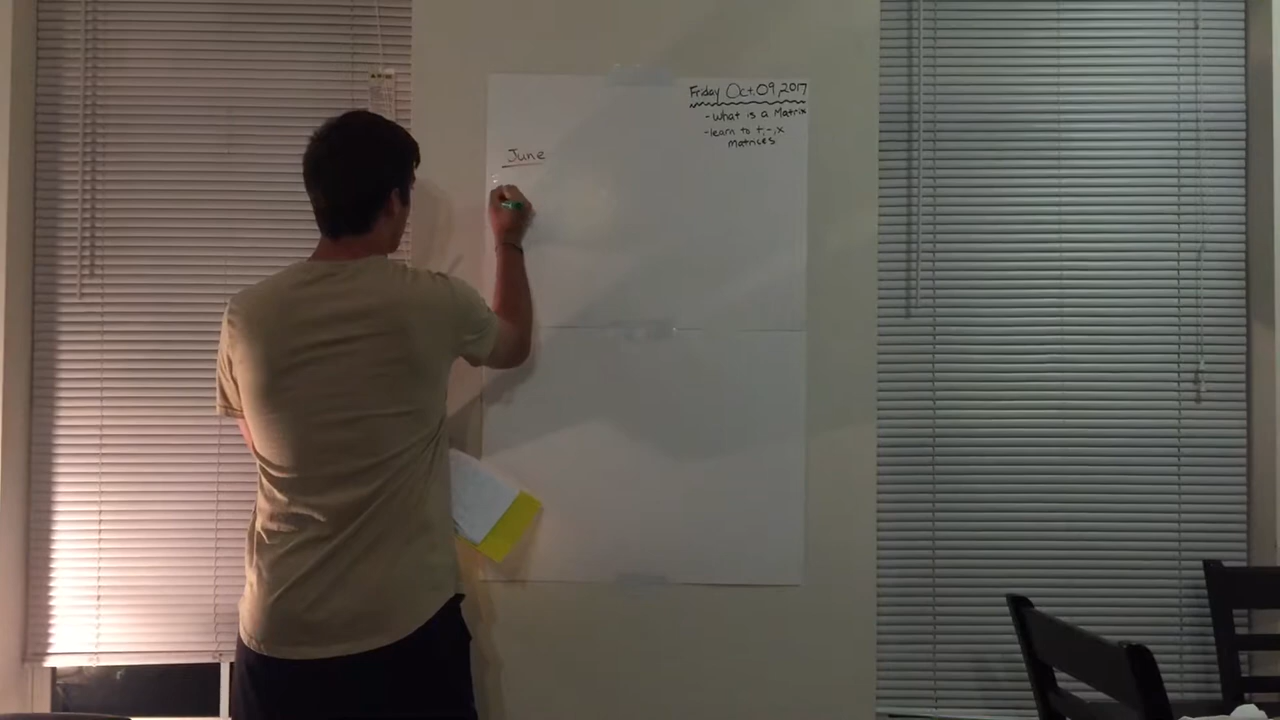 Friday Oct. 09, 2017
- What is a Matrix
- learn to +,-,x
matrices
June